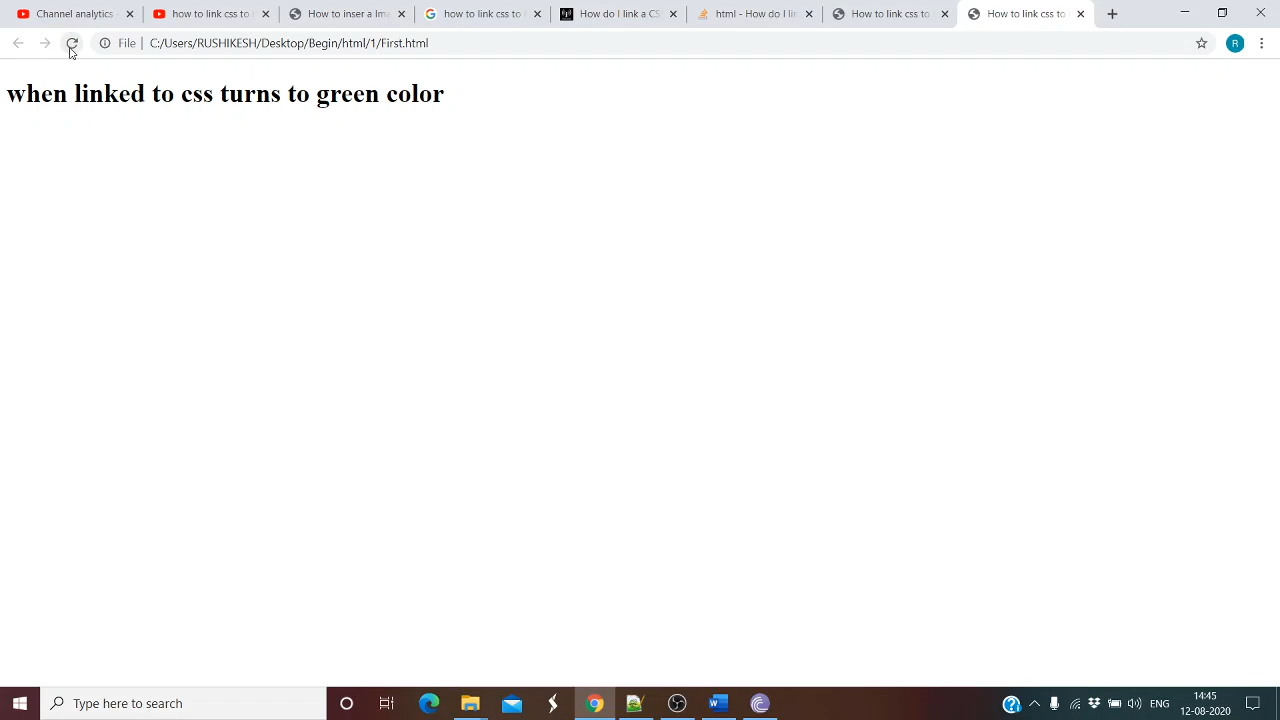 Channel analytics
how to link css to
How to inser a Ime
how to link css to
How do I link a CS
html - How do I li
How to link css to
How to link css to
File
C:/Users/RUSHIKESH/Desktop/Begin/html/1/First.html
R
when linked to css turns to green color
Type here to search
ENG
14:45
12-08-2020